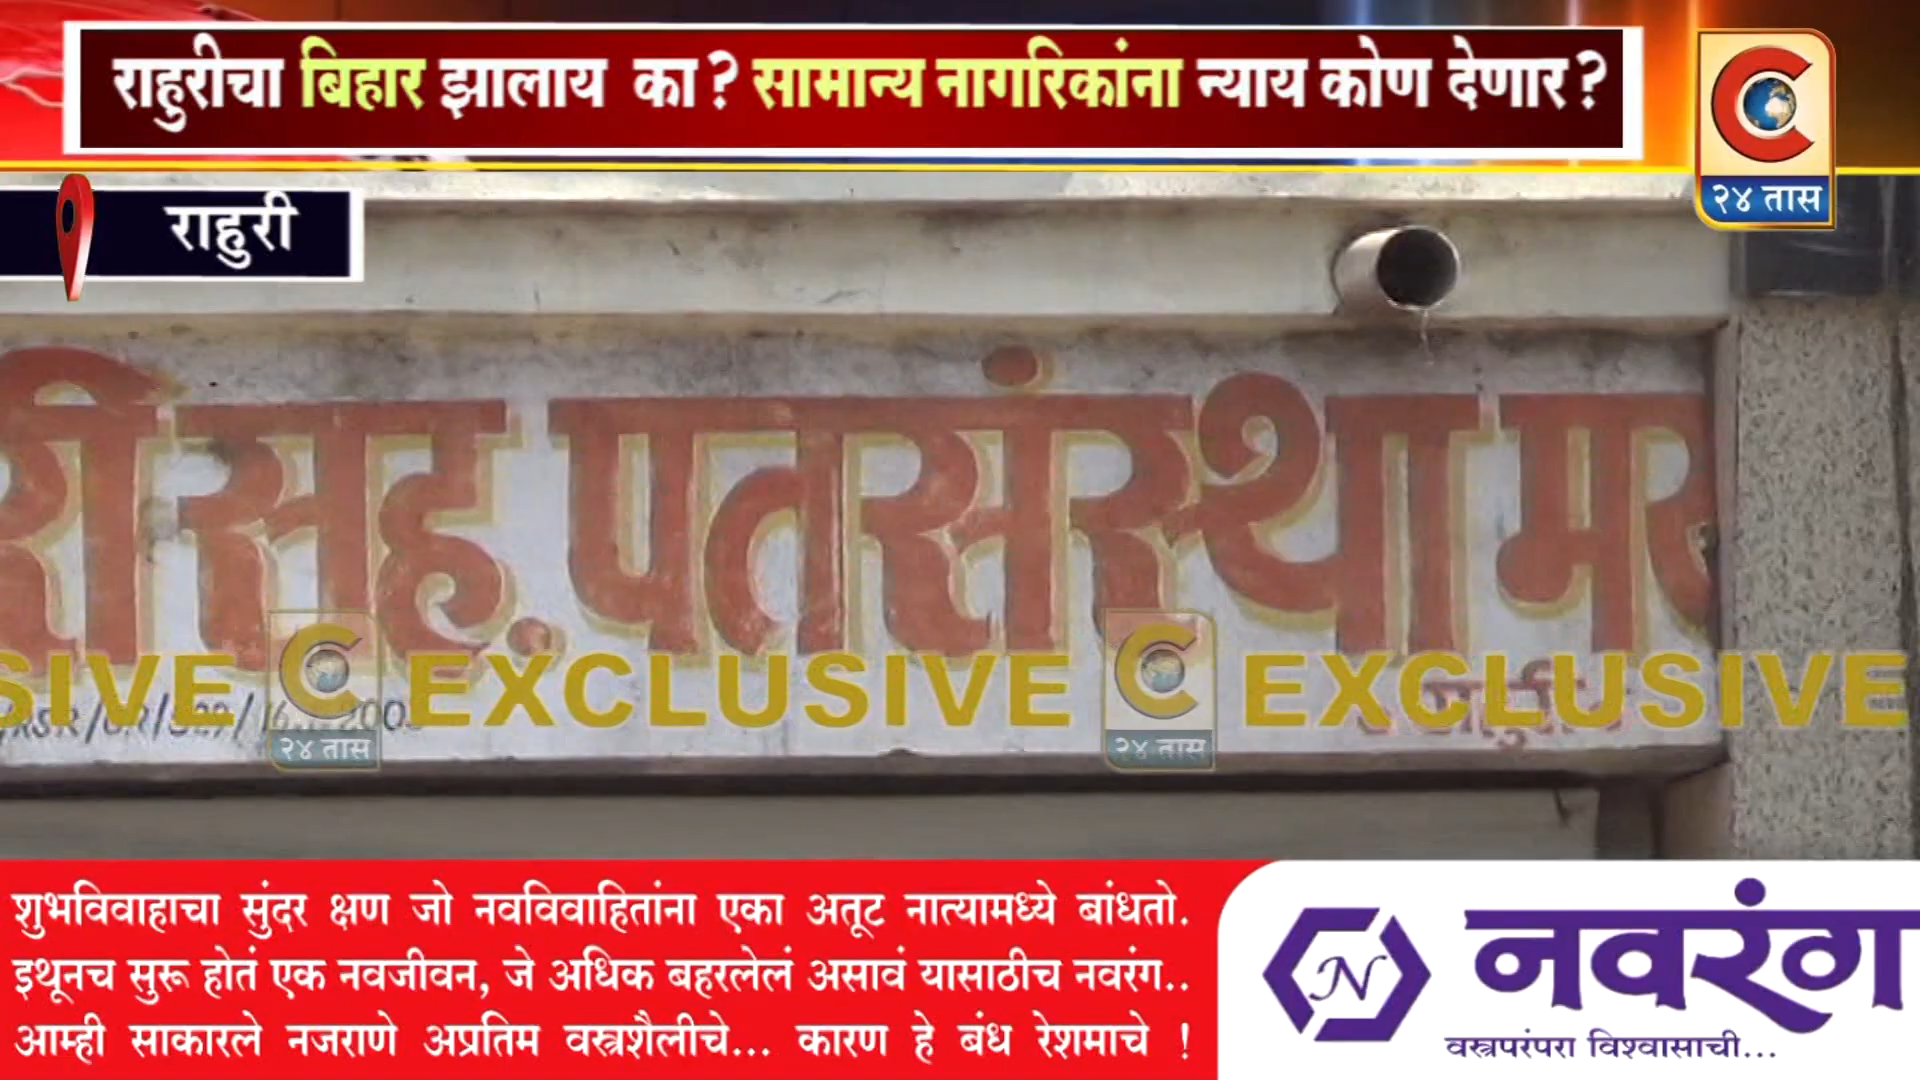 राहुरीचा बिहार झालाय का? सामान्य नागरिकांना न्याय कोण देणार?
C
२४ तास
राहुरी
री सह. पतसंस्था म
SIVE C EXCLUSIVE C EXCLUSIVE
२४ तास २४ तास
शुभविवाहाचा सुंदर क्षण जो नवविवाहितांना एका अतूट नात्यामध्ये बांधतो.
इथूनच सुरू होतं एक नवजीवन, जे अधिक बहरलेलं असावं यासाठीच नवरंग..
आम्ही साकारले नजराणे अप्रतिम वस्त्रशैलीचे... कारण हे बंध रेशमाचे !
N नवरंग
वस्त्रपरंपरा विश्वासाची...